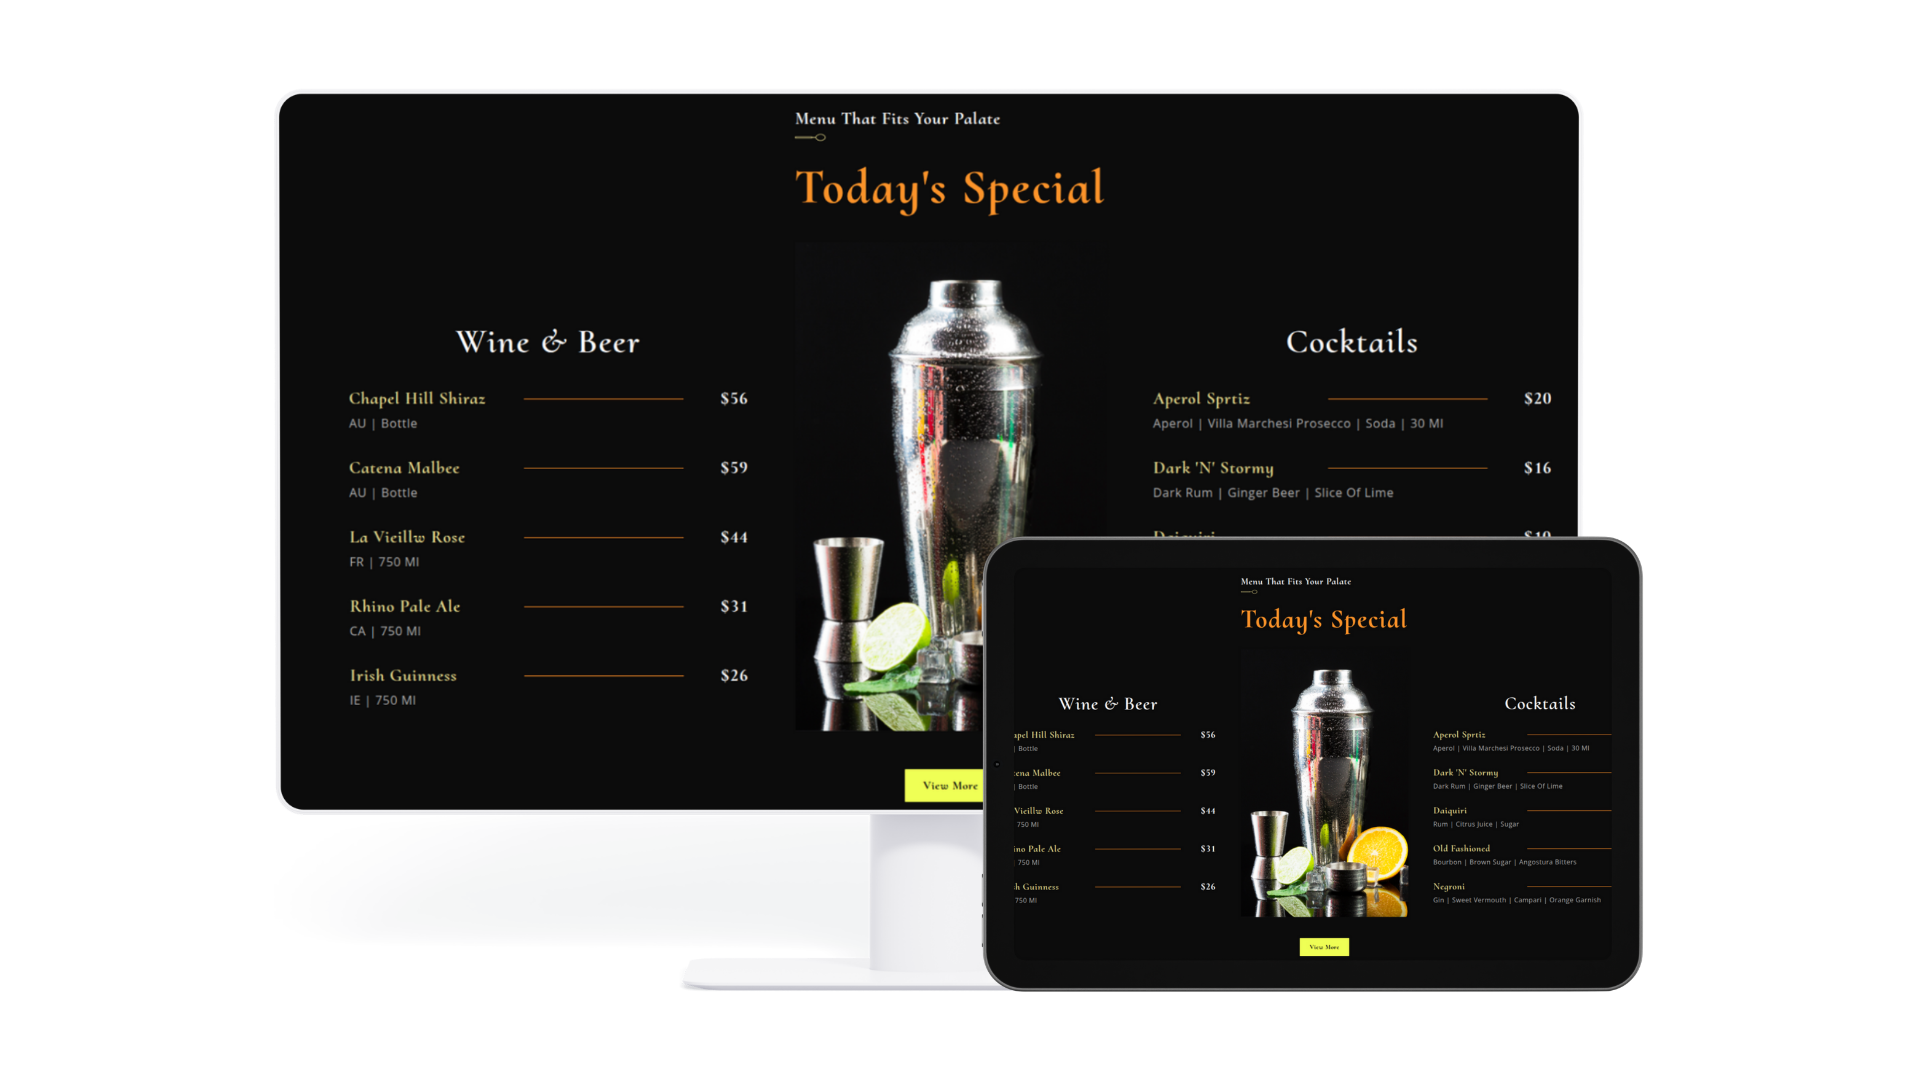 Menu That Fits Your Palate
Today's Special
Wine & Beer
Chapel Hill Shiraz $56
AU | Bottle
Catena Malbee $59
AU | Bottle
La Vieillw Rose $44
FR | 750 Ml
Rhino Pale Ale $31
CA | 750 Ml
Irish Guinness $26
IE | 750 Ml
Cocktails
Aperol Sprtiz $20
Aperol | Villa Marchesi Prosecco | Soda | 30 Ml
Dark 'N' Stormy $16
Dark Rum | Ginger Beer | Slice Of Lime
Daiquiri
View More
Menu That Fits Your Palate
Today's Special
Wine & Beer
apel Hill Shiraz $56
| Bottle
tena Malbee $59
| Bottle
Vieillw Rose $44
750 Ml
ino Pale Ale $31
| 750 Ml
sh Guinness $26
750 Ml
Cocktails
Aperol Sprtiz
Aperol | Villa Marchesi Prosecco | Soda | 30 Ml
Dark 'N' Stormy
Dark Rum | Ginger Beer | Slice Of Lime
Daiquiri
Rum | Citrus Juice | Sugar
Old Fashioned
Bourbon | Brown Sugar | Angostura Bitters
Negroni
Gin | Sweet Vermouth | Campari | Orange Garnish
View More